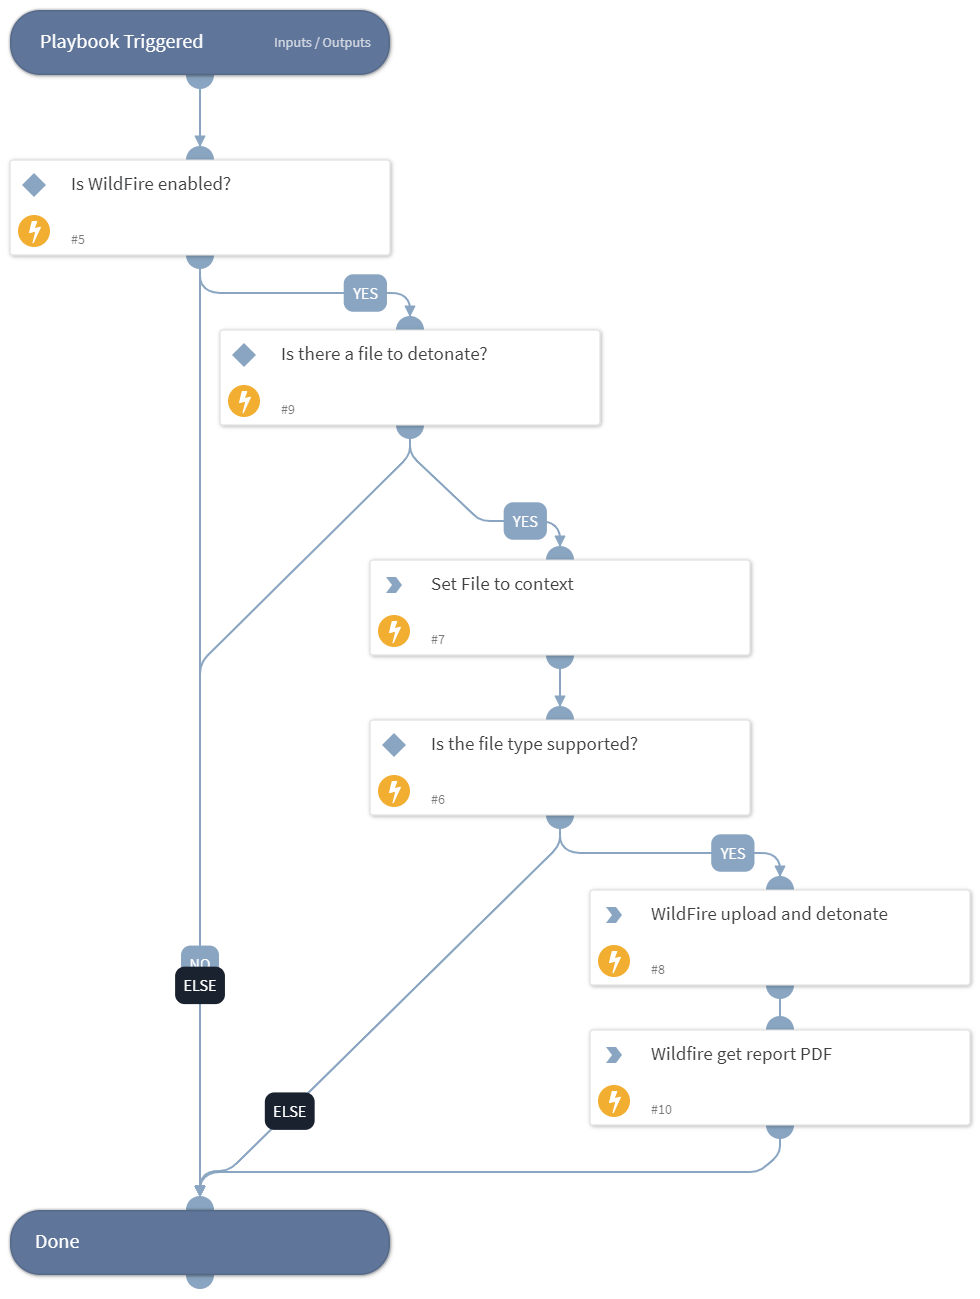 Playbook Triggered
Inputs / Outputs
Is WildFire enabled?
#5
YES
Is there a file to detonate?
#9
YES
Set File to context
#7
Is the file type supported?
#6
YES
WildFire upload and detonate
#8
NO
ELSE
Wildfire get report PDF
#10
ELSE
Done